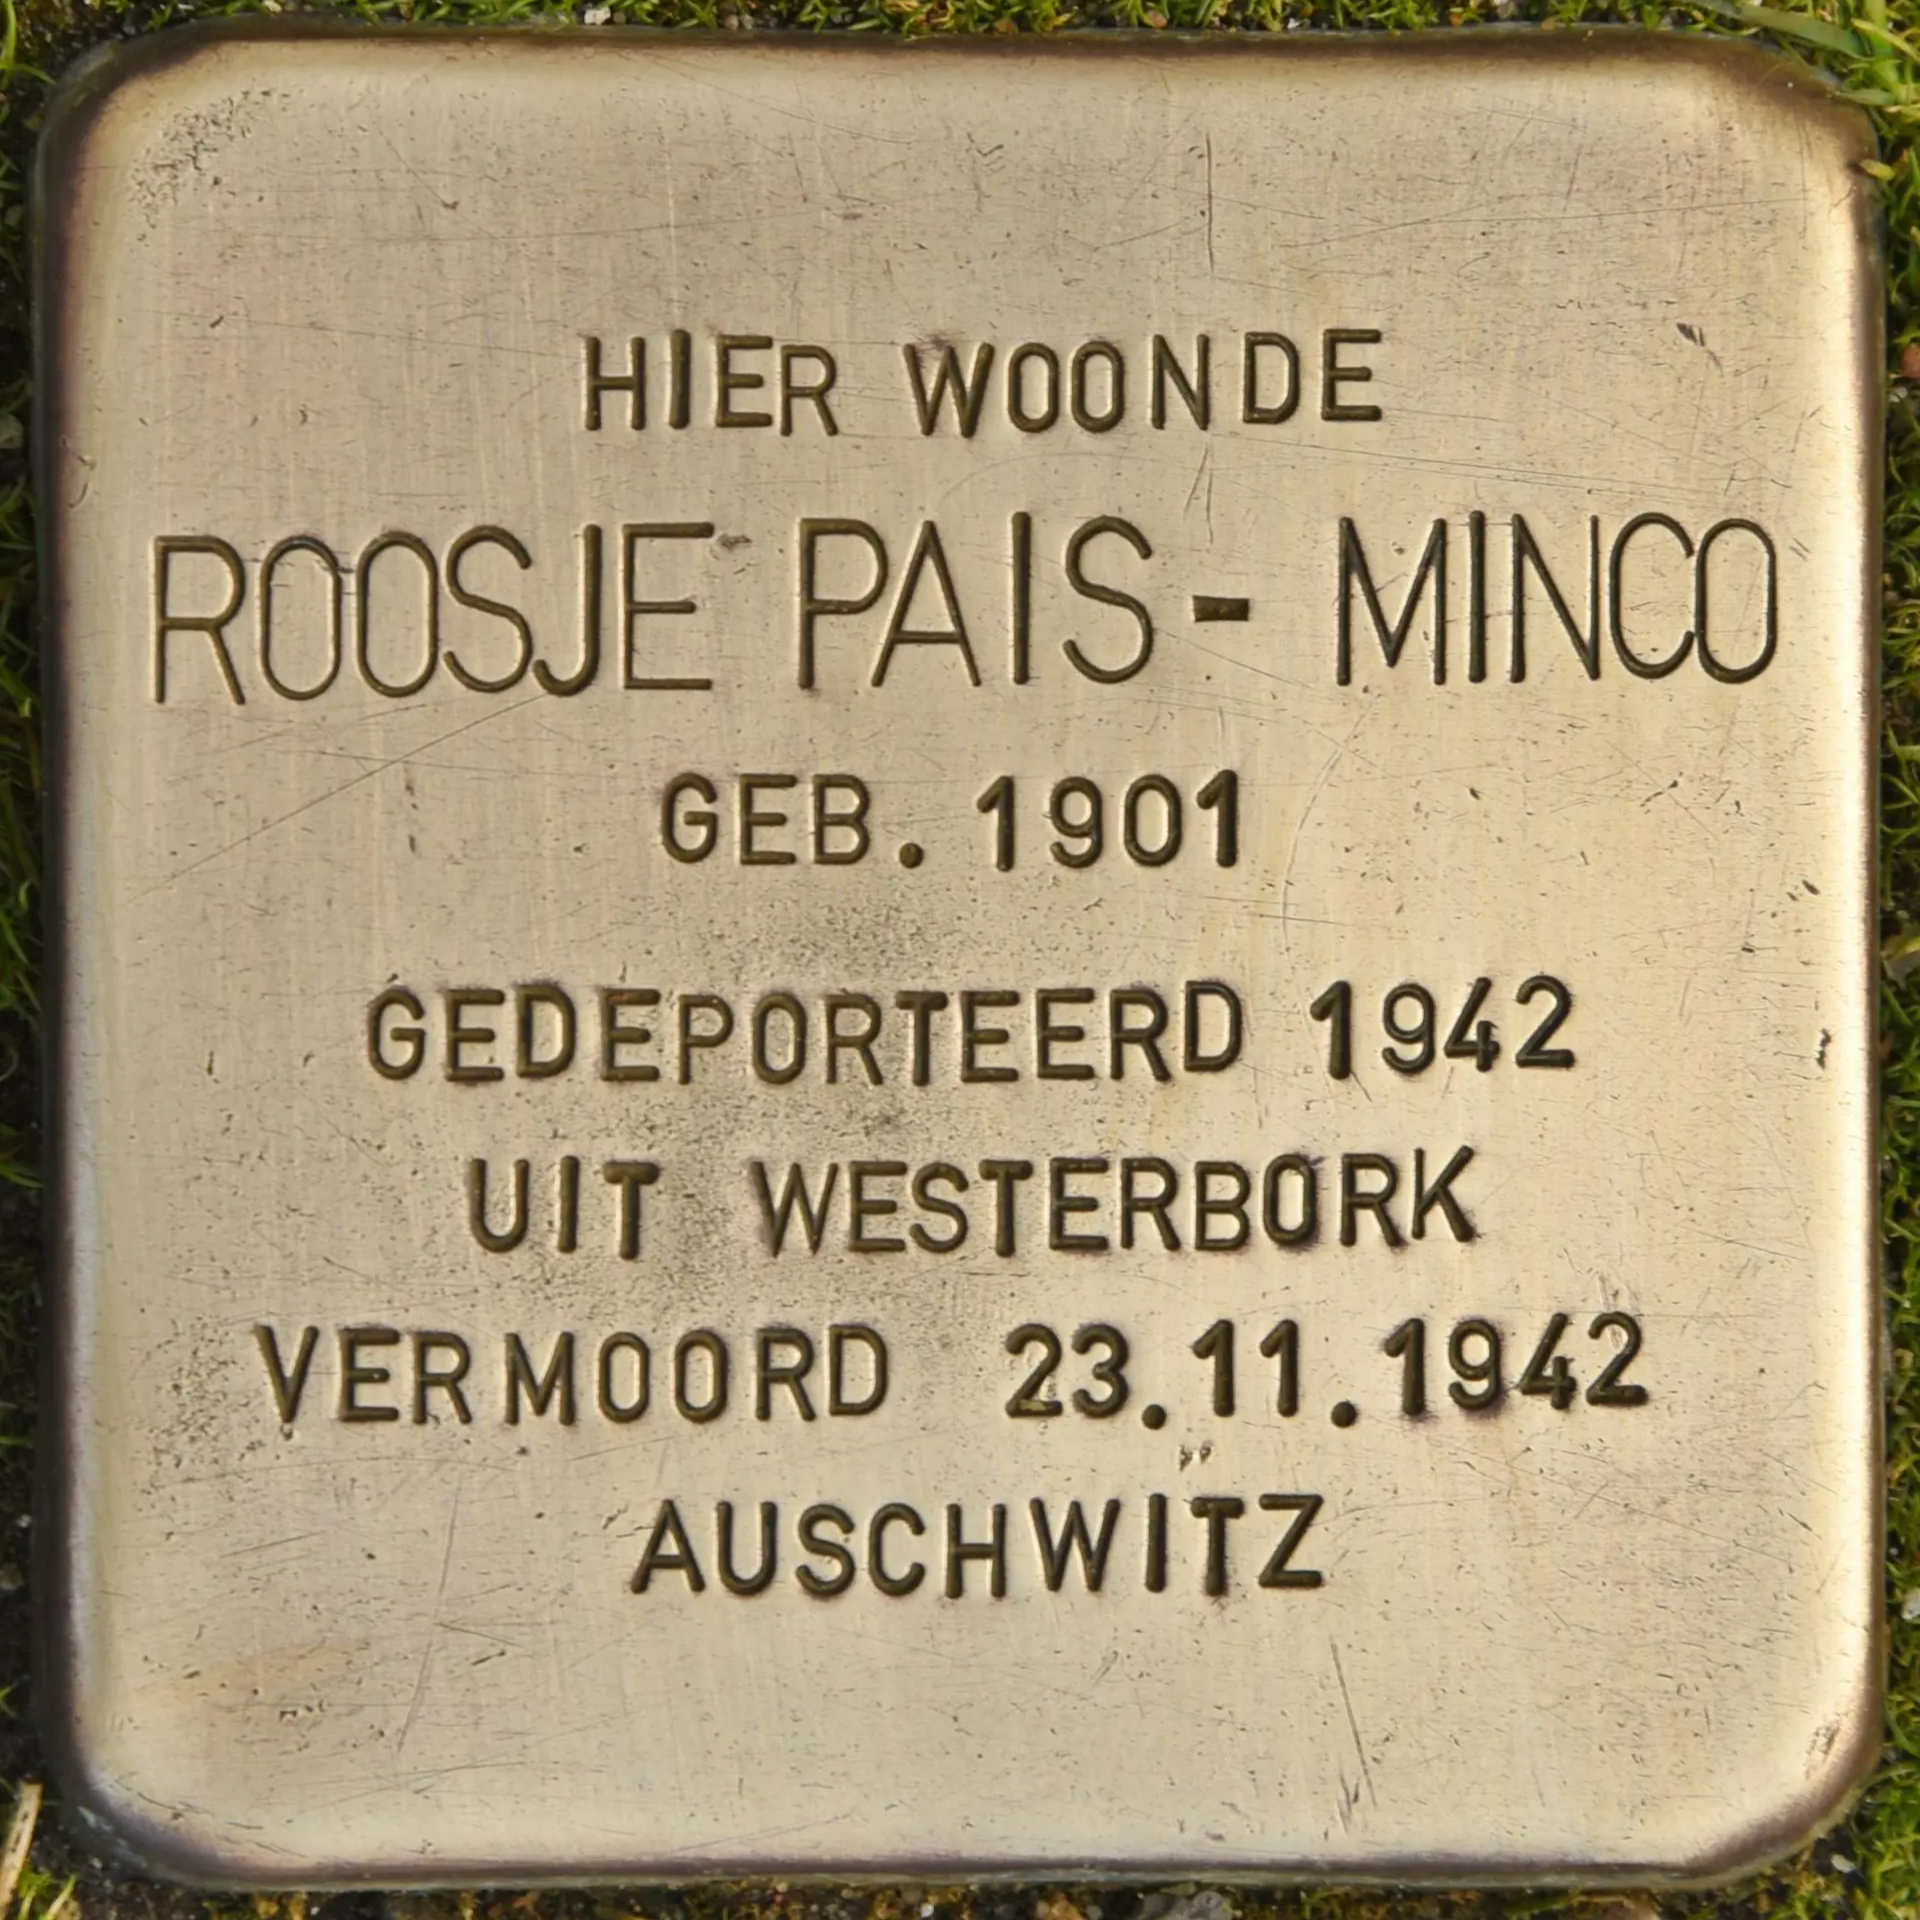 HIER WOONDE
ROOSJE PAIS - MINCO
GEB. 1901
GEDEPORTEERD 1942
UIT WESTERBORK
VERMOORD 23.11.1942
AUSCHWITZ